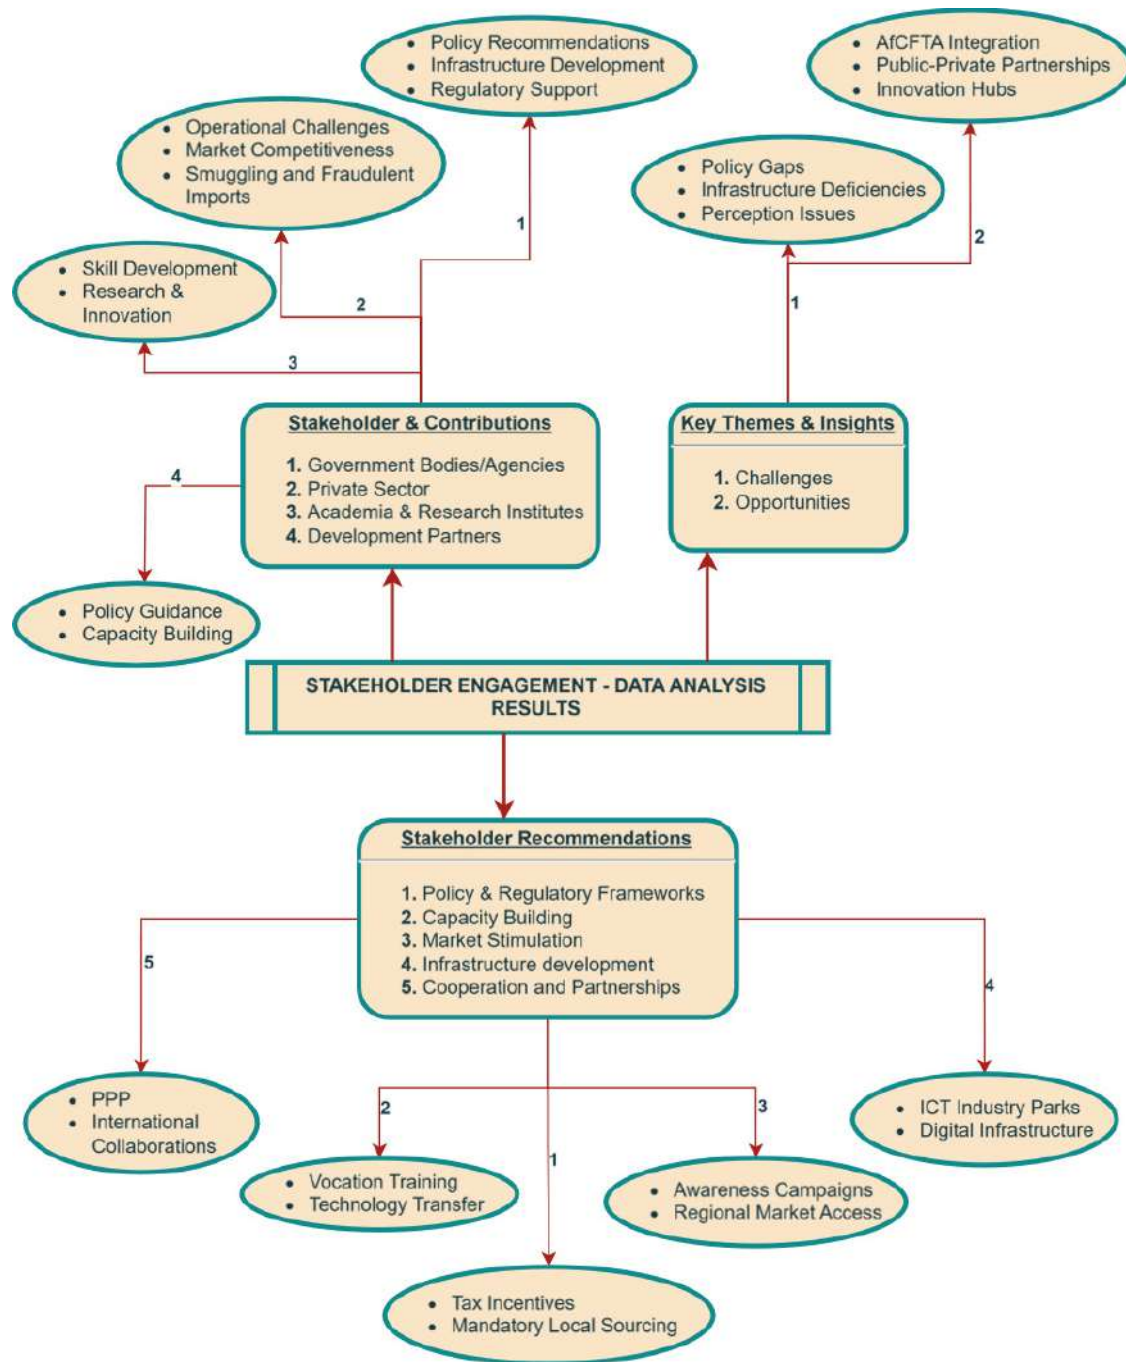 • Policy Recommendations
• Infrastructure Development
• Regulatory Support
• AfCFTA Integration
• Public-Private Partnerships
• Innovation Hubs
• Operational Challenges
• Market Competitiveness
• Smuggling and Fraudulent
Imports
• Policy Gaps
• Infrastructure Deficiencies
• Perception Issues
1
2
• Skill Development
• Research &
Innovation
2
1
3
Stakeholder & Contributions
1. Government Bodies/Agencies
2. Private Sector
3. Academia & Research Institutes
4. Development Partners
Key Themes & Insights
1. Challenges
2. Opportunities
4
• Policy Guidance
• Capacity Building
STAKEHOLDER ENGAGEMENT - DATA ANALYSIS
RESULTS
Stakeholder Recommendations
1. Policy & Regulatory Frameworks
2. Capacity Building
3. Market Stimulation
4. Infrastructure development
5. Cooperation and Partnerships
5
4
• PPP
• International
Collaborations
2
3
• ICT Industry Parks
• Digital Infrastructure
1
• Vocation Training
• Technology Transfer
• Awareness Campaigns
• Regional Market Access
• Tax Incentives
• Mandatory Local Sourcing